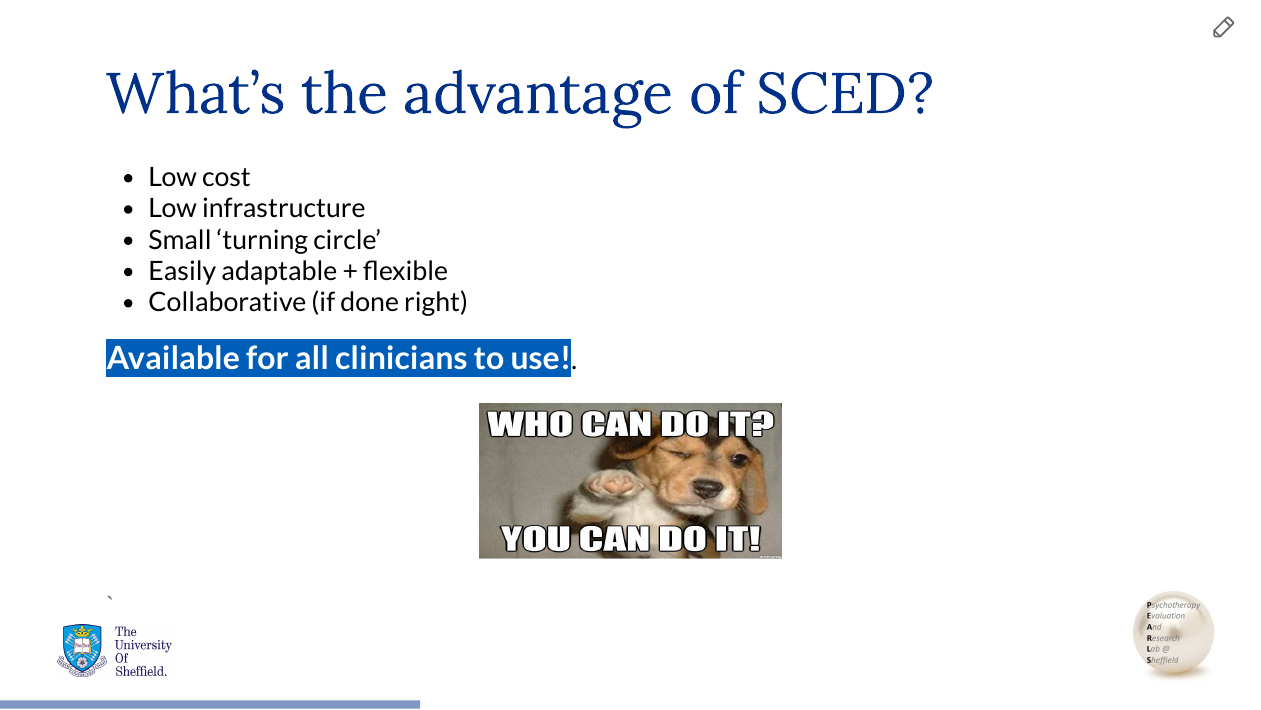 What’s the advantage of SCED?
• Low cost
• Low infrastructure
• Small ‘turning circle’
• Easily adaptable + flexible
• Collaborative (if done right)
Available for all clinicians to use!.
WHO CAN DO IT?
YOU CAN DO IT!
`
The
University
Of
Sheffield.
Psychotherapy
Evaluation
And
Research
Lab @
Sheffield